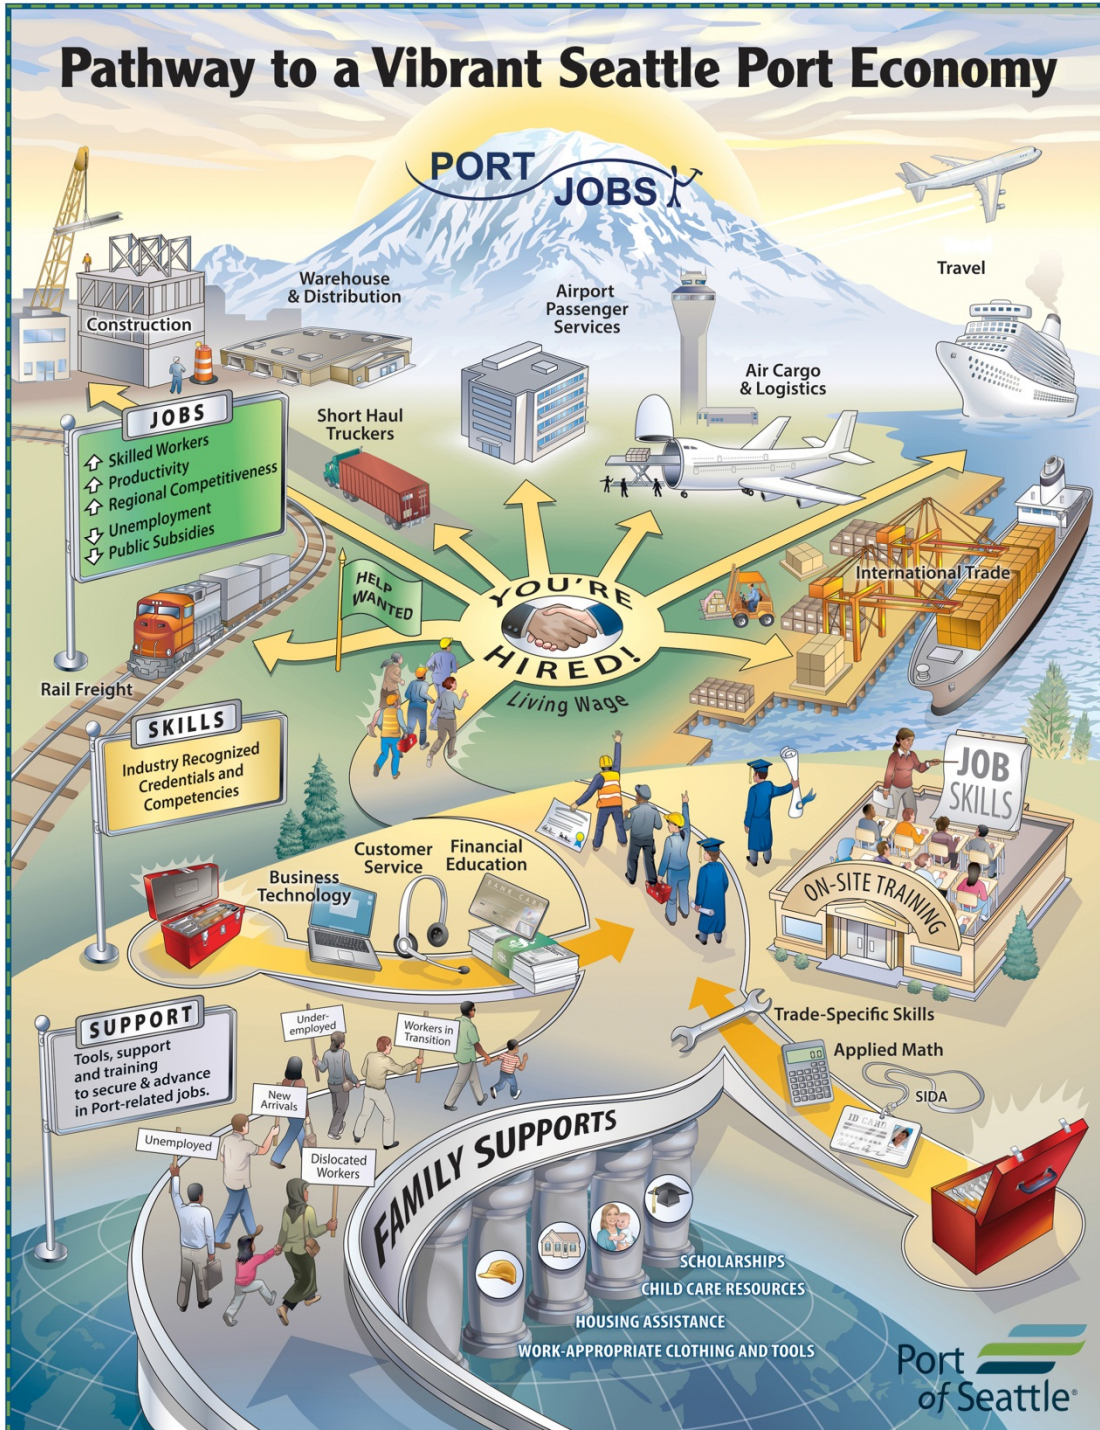 Pathway to a Vibrant Seattle Port Economy
PORT
JOBS
Travel
Warehouse
& Distribution
Airport
Passenger
Services
Construction
Air Cargo
& Logistics
Short Haul
Truckers
JOBS
Skilled Workers
Productivity
Regional Competitiveness
Unemployment
Public Subsidies
HELP
WANTED
YOU'RE
HIRED!
Living Wage
International Trade
Rail Freight
SKILLS
Industry Recognized
Credentials and
Competencies
JOB
SKILLS
ON-SITE TRAINING
Customer
Service
Financial
Education
Business
Technology
BANK CARD
SUPPORT
Tools, support
and training
to secure & advance
in Port-related jobs.
Under-
employed
Workers in
Transition
New
Arrivals
Unemployed
Dislocated
Workers
Trade-Specific Skills
Applied Math
0.0
SIDA
ID CARD
FAMILY SUPPORTS
SCHOLARSHIPS
CHILD CARE RESOURCES
HOUSING ASSISTANCE
WORK-APPROPRIATE CLOTHING AND TOOLS
Port
of Seattle®